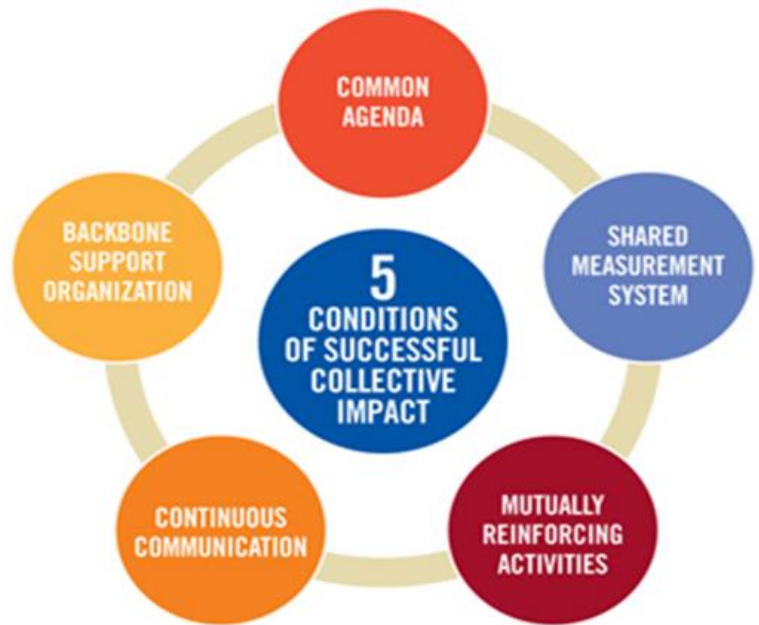 COMMON
AGENDA
SHARED
MEASUREMENT
SYSTEM
MUTUALLY
REINFORCING
ACTIVITIES
CONTINUOUS
COMMUNICATION
BACKBONE
SUPPORT
ORGANIZATION
5
CONDITIONS
OF SUCCESSFUL
COLLECTIVE
IMPACT